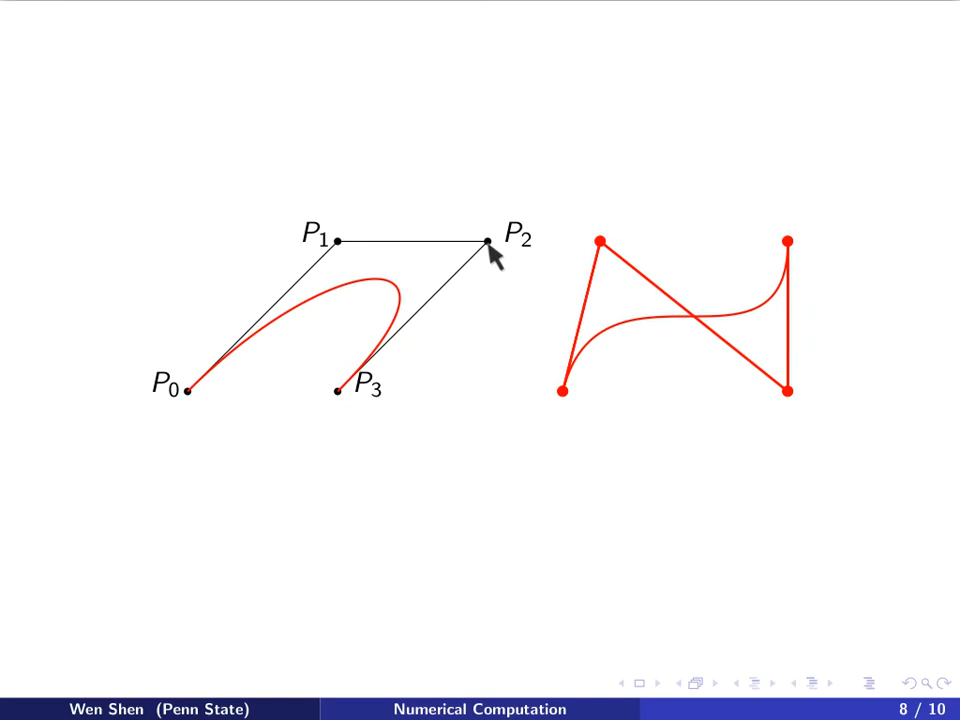 P₁
P₂
P₀
P₃
Wen Shen (Penn State)
Numerical Computation
8 / 10